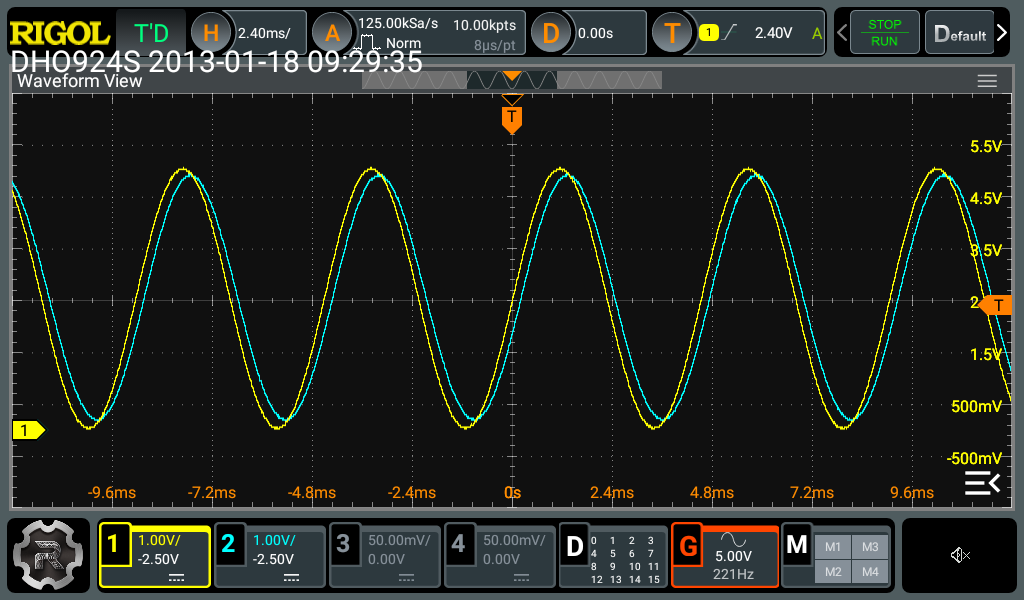 RIGOL T'D H 2.40ms/ A 125.00kSa/s 10.00kpts D 0.00s T 1 2.40V A STOP Default
Norm 8µs/pt RUN
DHO924S 2013-01-18 09:29:35
Waveform View
T
5.5V
4.5V
3.5V
T
1.5V
1 500mV
-500mV
-9.6ms -7.2ms -4.8ms -2.4ms 0s 2.4ms 4.8ms 7.2ms 9.6ms
1 1.00V/ 2 1.00V/ 3 50.00mV/ 4 50.00mV/ D 0 1 2 3 G 5.00V M M1 M3
-2.50V -2.50V 0.00V 0.00V 4 5 6 7 221Hz M2 M4
8 9 10 11
12 13 14 15
R